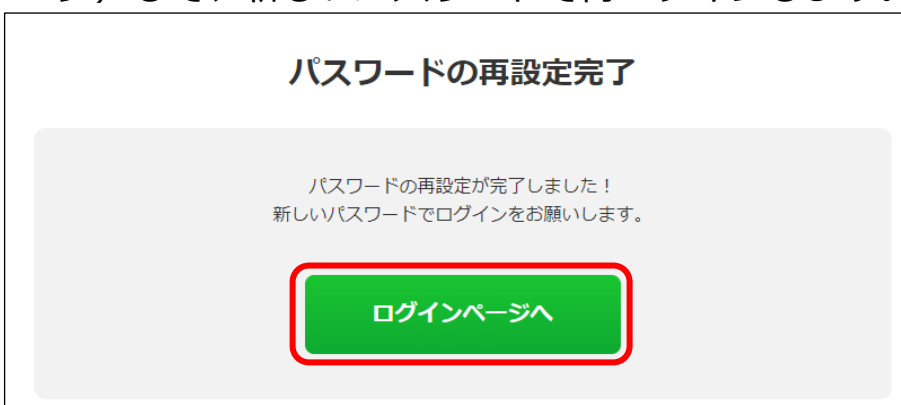 パスワードの再設定完了
パスワードの再設定が完了しました！
新しいパスワードでログインをお願いします。
ログインページへ